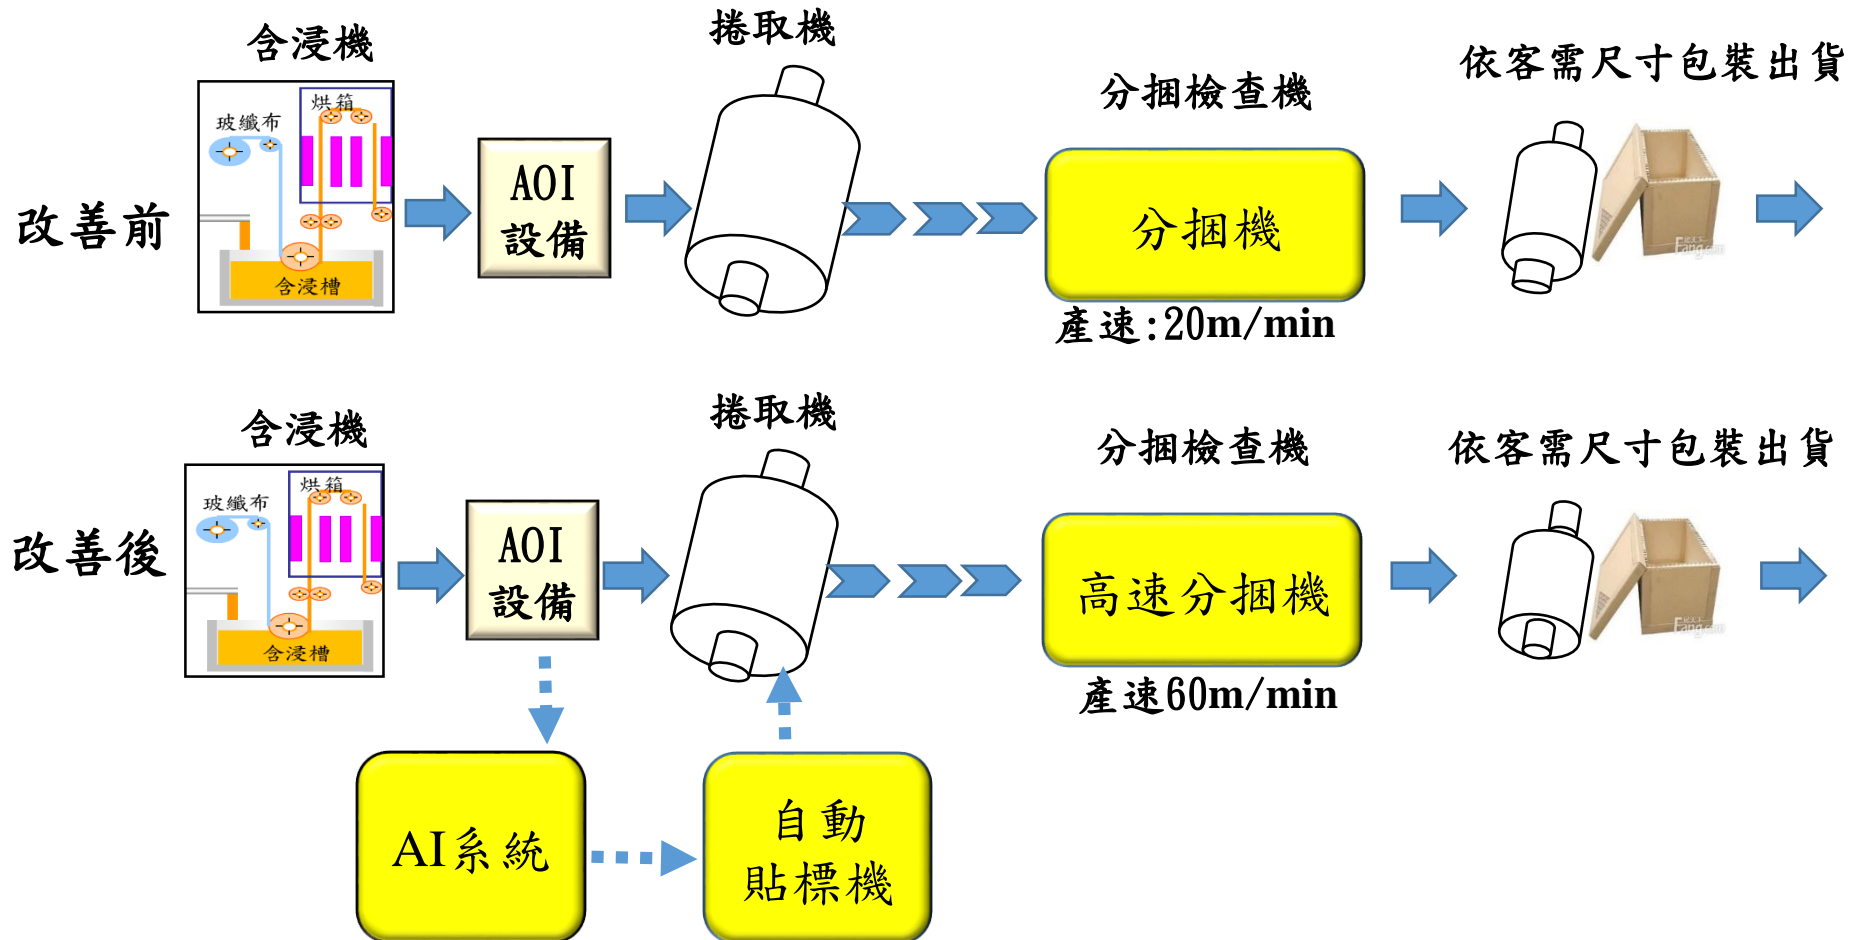 含浸機
捲取機
分捆檢查機
依客需尺寸包裝出貨
改善前
玻纖布
烘箱
含浸槽
AOI
設備
分捆機
產速:20m/min
含浸機
捲取機
分捆檢查機
依客需尺寸包裝出貨
改善後
玻纖布
烘箱
含浸槽
AOI
設備
高速分捆機
產速60m/min
AI系統
自動
貼標機